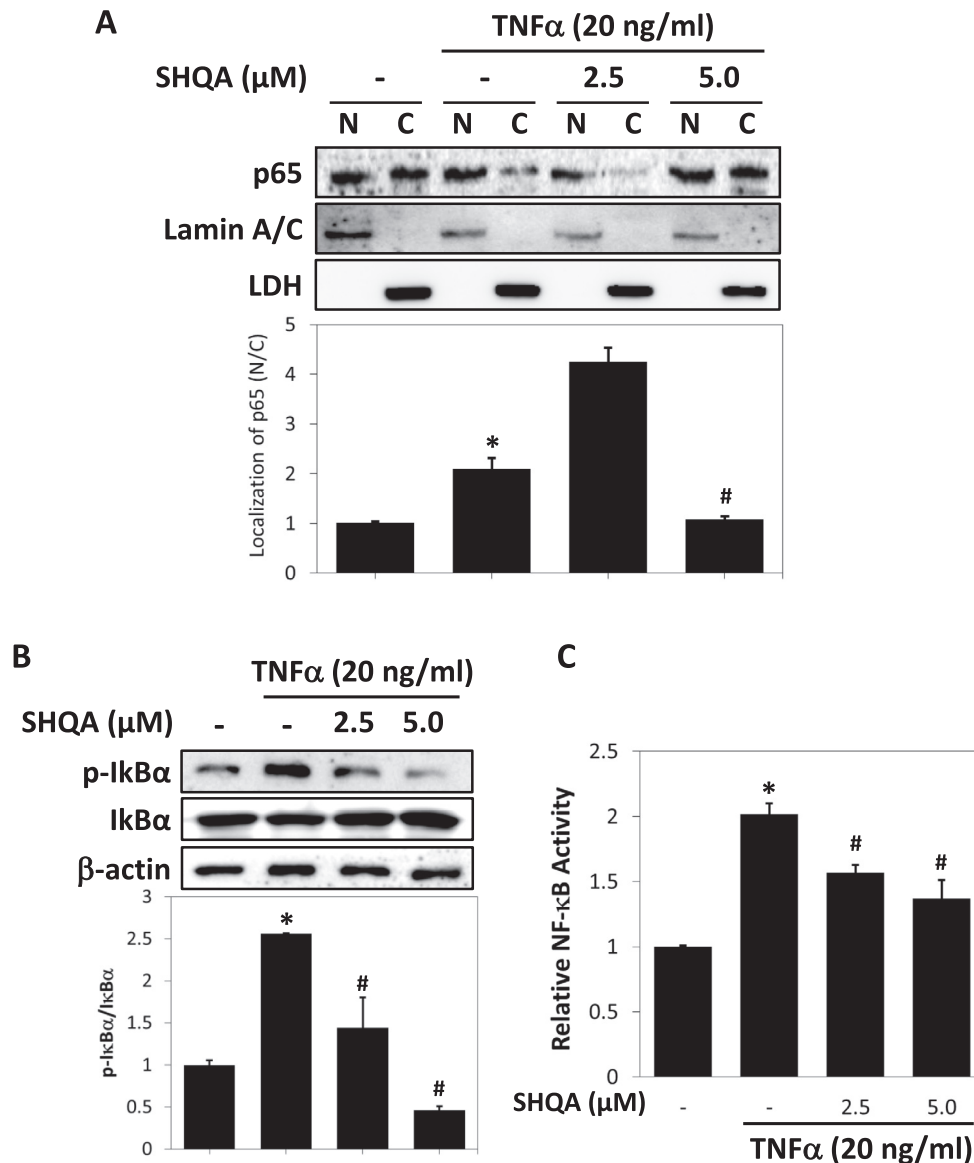 A
TNFα (20 ng/ml)
SHQA (μM) - - 2.5 5.0
N C N C N C N C
p65
Lamin A/C
LDH
Localization of p65 (N/C)
5
4
3
2
1
0
*
#
B
TNFα (20 ng/ml)
SHQA (μM) - - 2.5 5.0
p-IkBα
IkBα
β-actin
p-IκBα/IκBα
3
2.5
2
1.5
1
0.5
0
*
#
#
C
Relative NF-κB Activity
2.5
2
1.5
1
0.5
0
*
#
#
SHQA (μM) - - 2.5 5.0
TNFα (20 ng/ml)